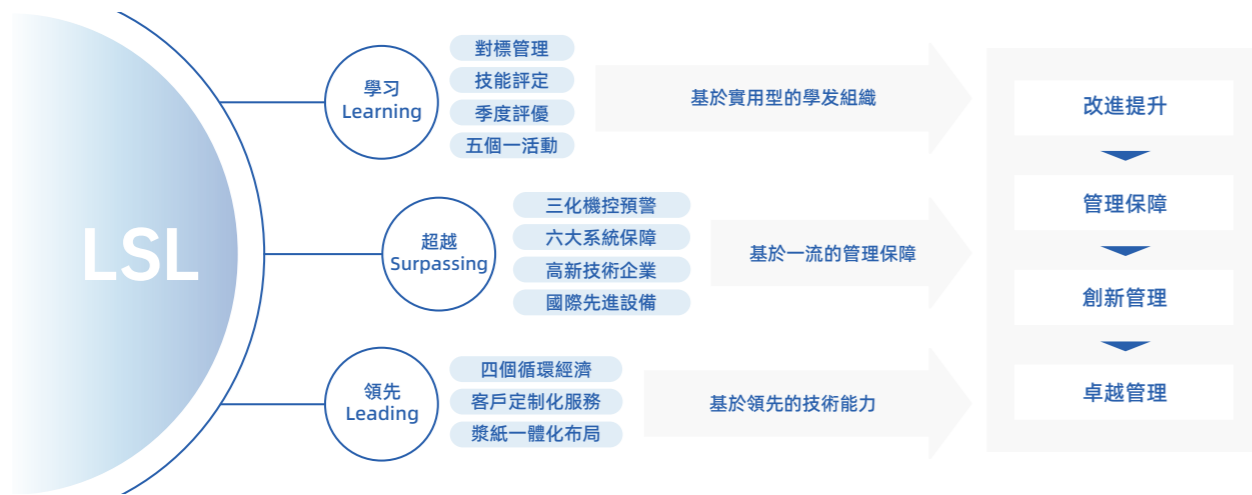 LSL
學习
Learning
對標管理
技能評定
季度評優
五個一活動
基於實用型的學发組織
超越
Surpassing
三化機控預警
六大系統保障
高新技術企業
國際先進設備
基於一流的管理保障
領先
Leading
四個循環經濟
客戶定制化服務
漿紙一體化布局
基於領先的技術能力
改進提升
管理保障
創新管理
卓越管理